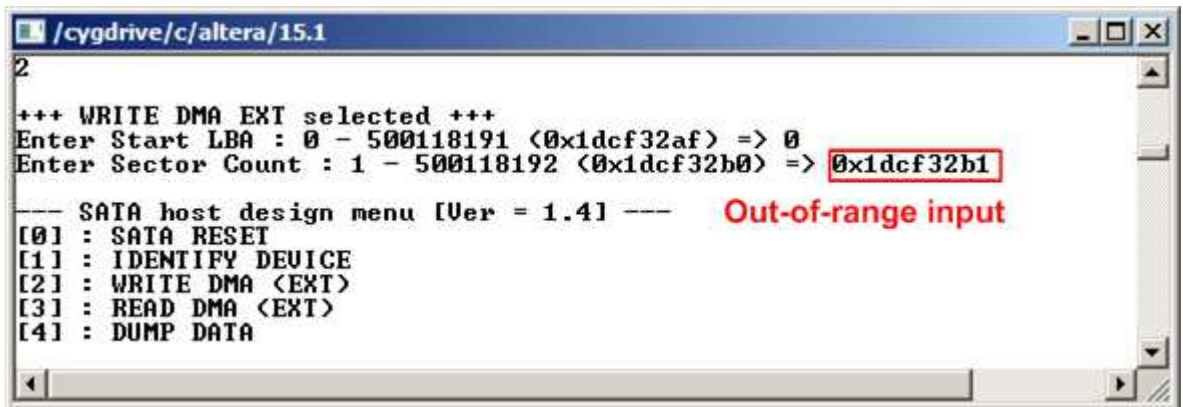 /cygdrive/c/altera/15.1
2
+++ WRITE DMA EXT selected +++
Enter Start LBA : 0 - 500118191 (0x1dcf32af) => 0
Enter Sector Count : 1 - 500118192 (0x1dcf32b0) => 0x1dcf32b1
--- SATA host design menu [Ver = 1.4] --- Out-of-range input
[0] : SATA RESET
[1] : IDENTIFY DEVICE
[2] : WRITE DMA (EXT)
[3] : READ DMA (EXT)
[4] : DUMP DATA